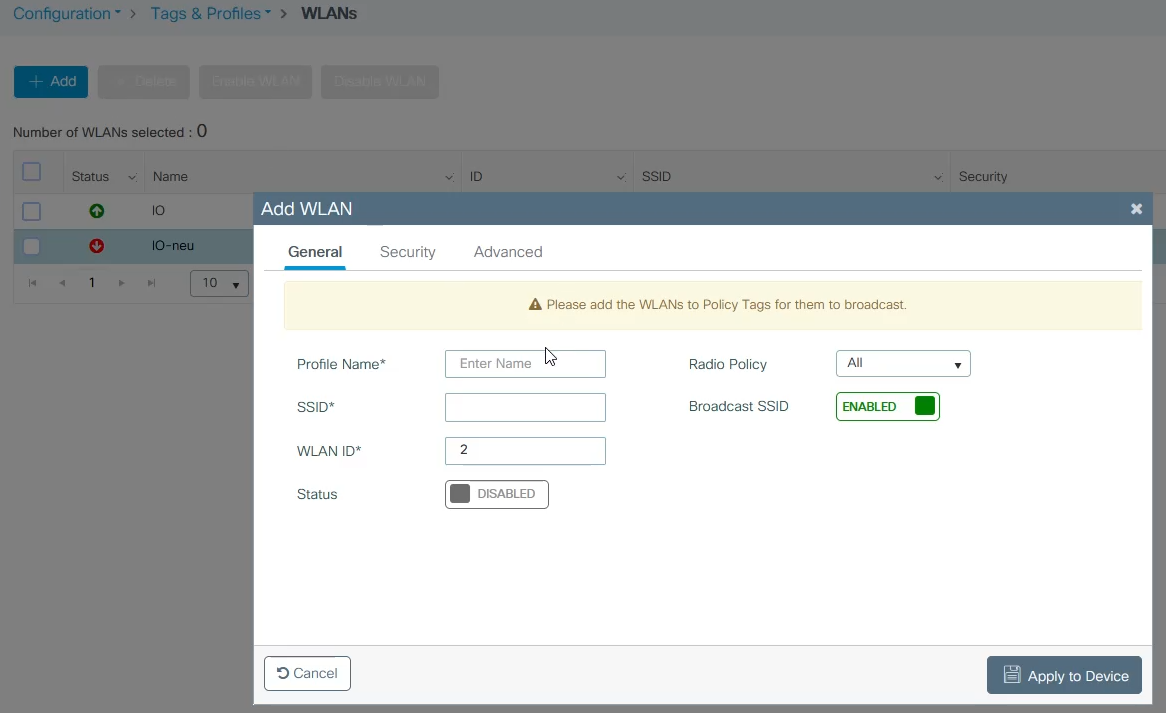 Configuration > Tags & Profiles > WLANs
+ Add × Delete Enable WLAN Disable WLAN
Number of WLANs selected : 0
Status Name ID SSID Security
IO
IO-neu
1 10
Add WLAN
General Security Advanced
Please add the WLANs to Policy Tags for them to broadcast.
Profile Name* Enter Name Radio Policy All
SSID* Broadcast SSID ENABLED
WLAN ID* 2
Status DISABLED
Cancel Apply to Device